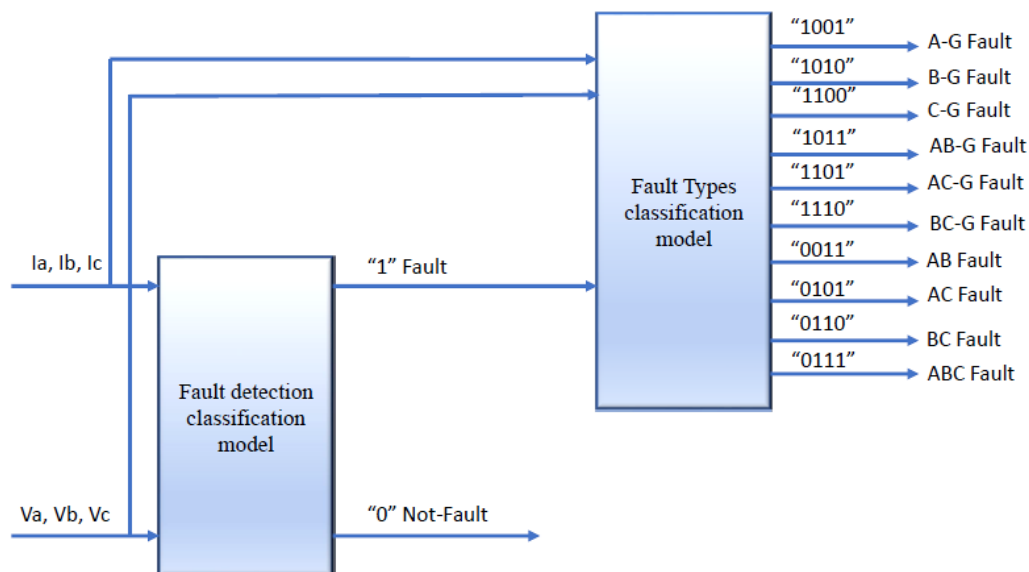 “1001”
A-G Fault
“1010”
B-G Fault
“1100”
C-G Fault
“1011”
AB-G Fault
“1101”
AC-G Fault
“1110”
BC-G Fault
“0011”
AB Fault
“0101”
AC Fault
“0110”
BC Fault
“0111”
ABC Fault
Fault Types
classification
model
Ia, Ib, Ic
“1” Fault
Fault detection
classification
model
Va, Vb, Vc
“0” Not-Fault